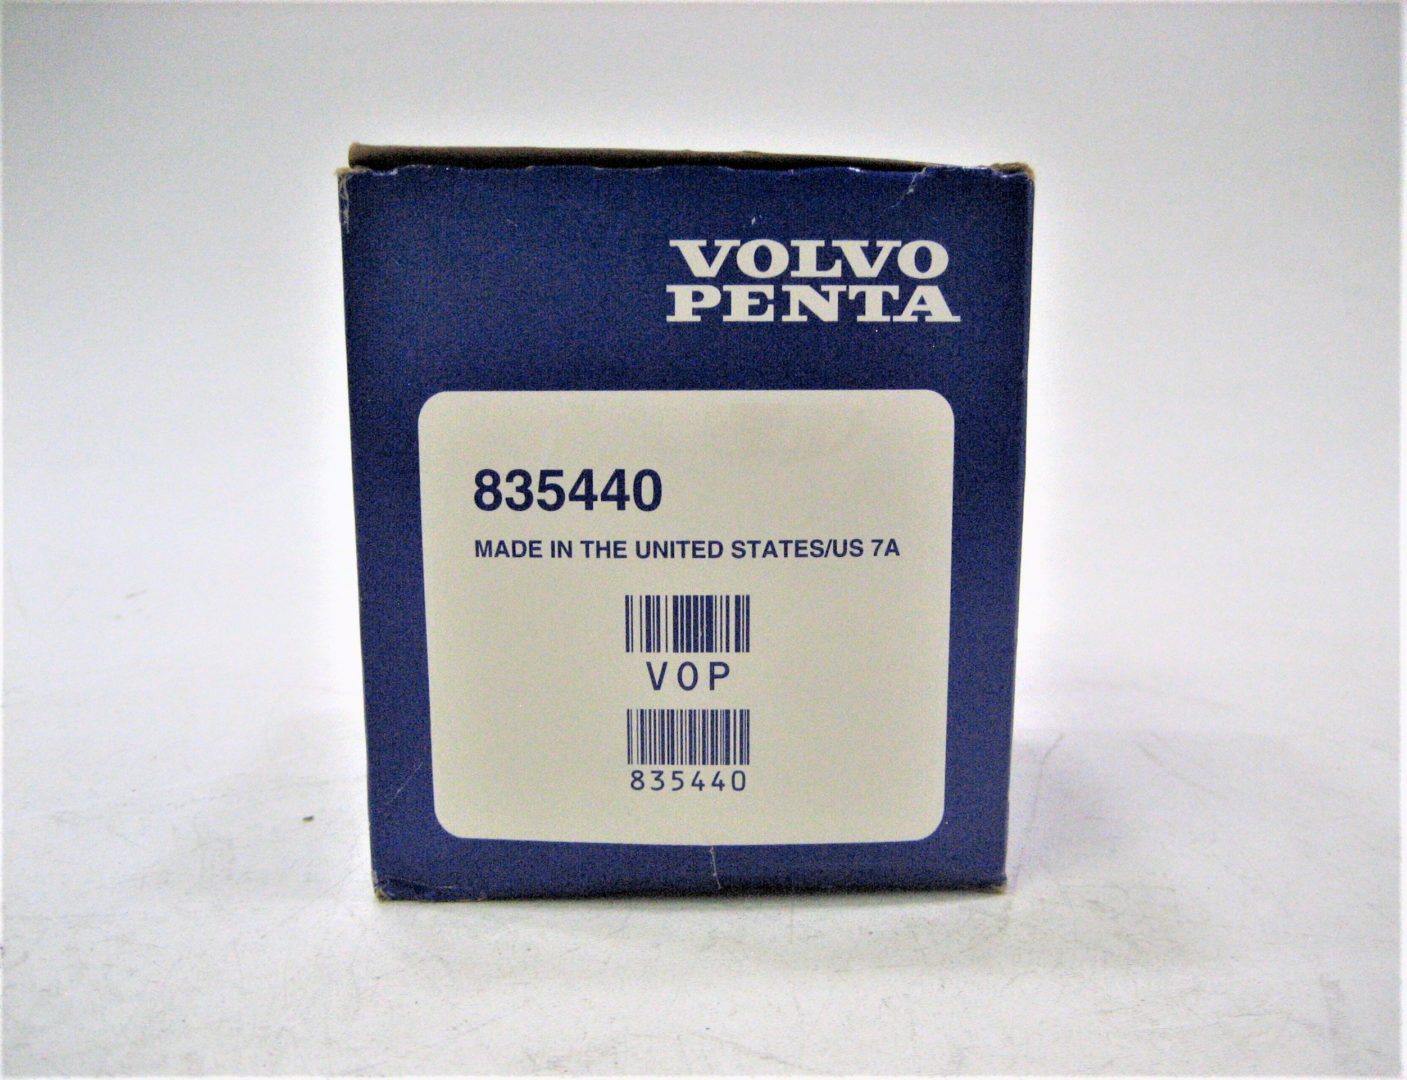 VOLVO
PENTA
835440
MADE IN THE UNITED STATES/US 7A
VOP
835440